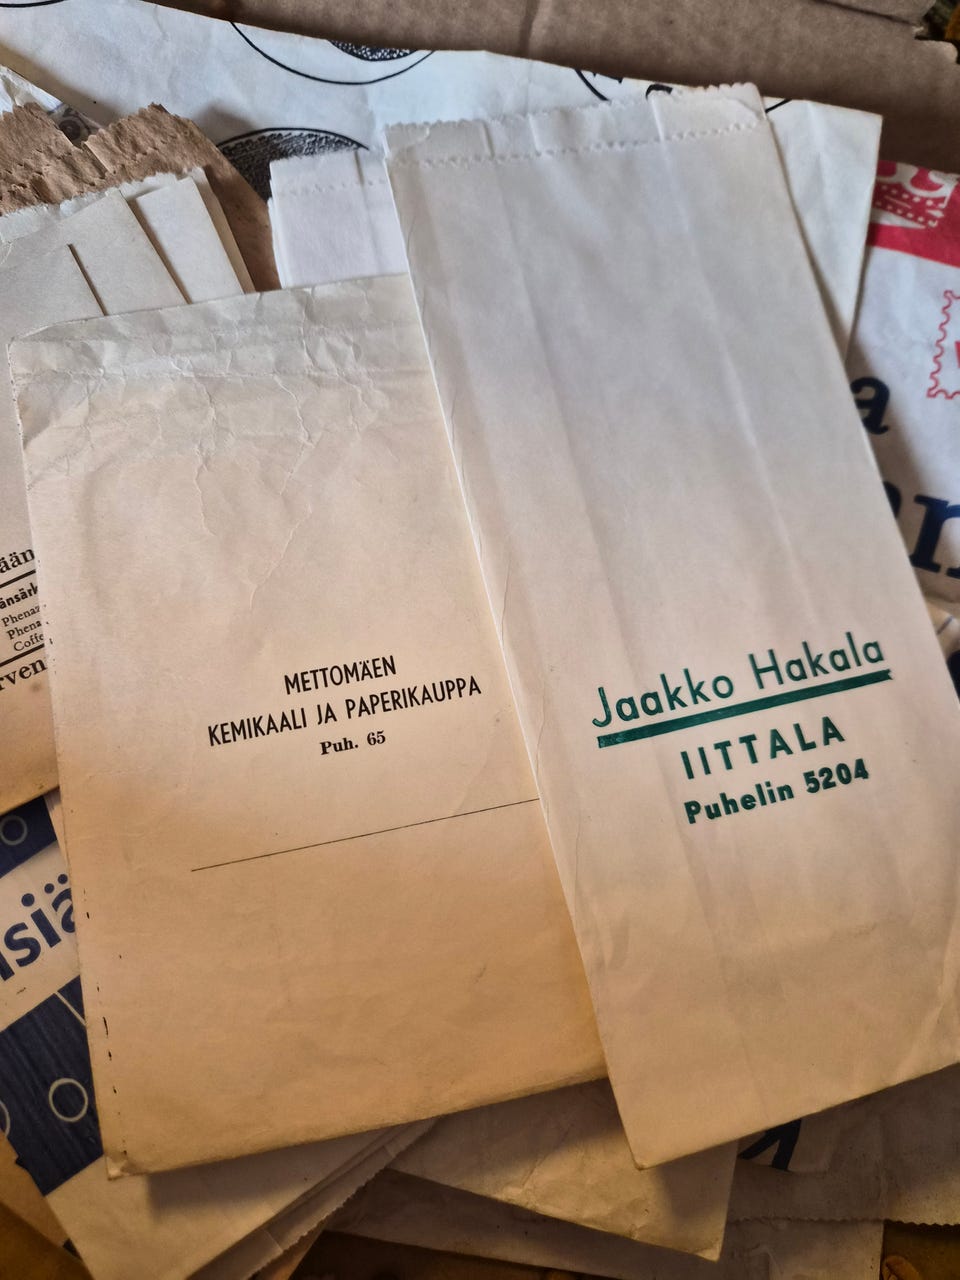 METTOMÄEN
KEMIKAALI JA PAPERIKAUPPA
Puh. 65
Jaakko Hakala
IITTALA
Puhelin 5204